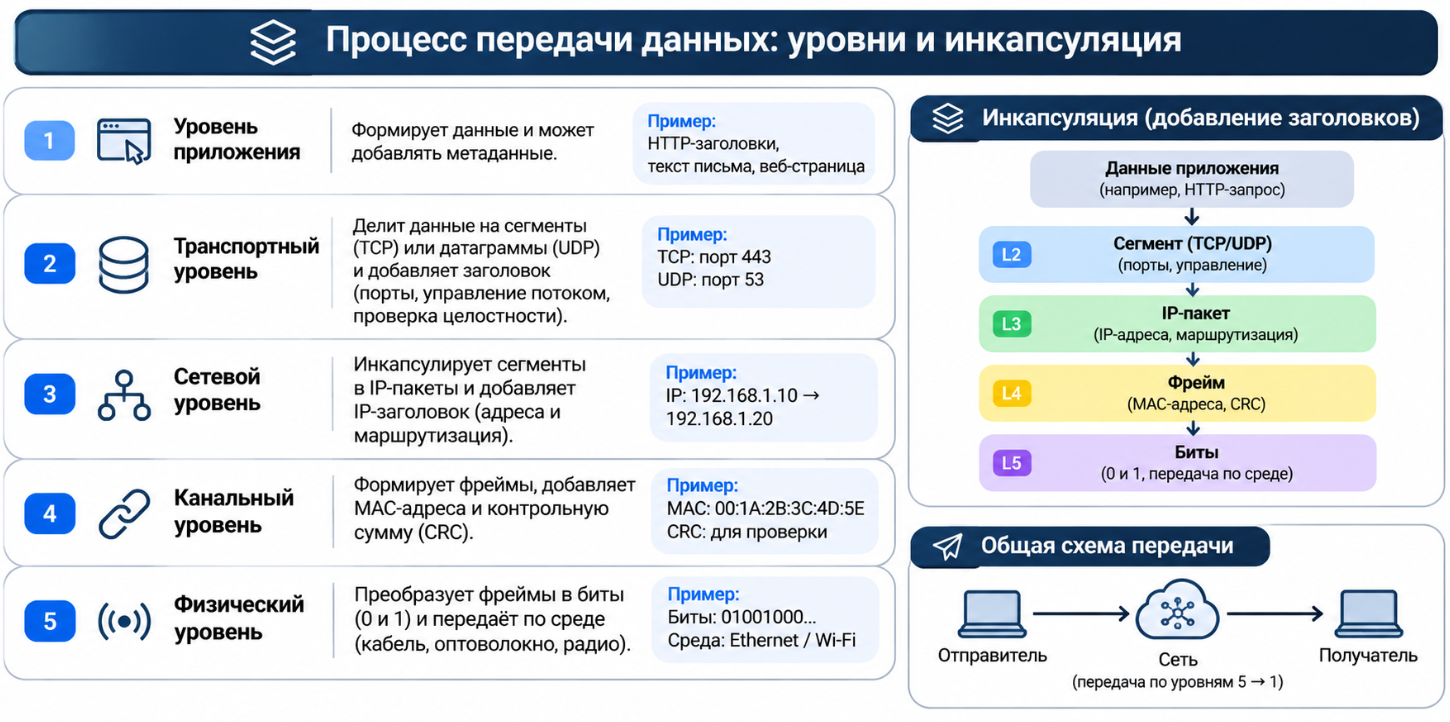 Процесс передачи данных: уровни и инкапсуляция
1
Уровень
приложения
Формирует данные и может
добавлять метаданные.
Пример:
HTTP-заголовки,
текст письма, веб-страница
2
Транспортный
уровень
Делит данные на сегменты
(TCP) или датаграммы (UDP)
и добавляет заголовок
(порты, управление потоком,
проверка целостности).
Пример:
TCP: порт 443
UDP: порт 53
3
Сетевой
уровень
Инкапсулирует сегменты
в IP-пакеты и добавляет
IP-заголовок (адреса и
маршрутизация).
Пример:
IP: 192.168.1.10 →
192.168.1.20
4
Канальный
уровень
Формирует фреймы, добавляет
MAC-адреса и контрольную
сумму (CRC).
Пример:
MAC: 00:1A:2B:3C:4D:5E
CRC: для проверки
5
Физический
уровень
Преобразует фреймы в биты
(0 и 1) и передаёт по среде
(кабель, оптоволокно, радио).
Пример:
Биты: 01001000...
Среда: Ethernet / Wi-Fi
Инкапсуляция (добавление заголовков)
Данные приложения
(например, HTTP-запрос)
L2
Сегмент (TCP/UDP)
(порты, управление)
L3
IP-пакет
(IP-адреса, маршрутизация)
L4
Фрейм
(MAC-адреса, CRC)
L5
Биты
(0 и 1, передача по среде)
Общая схема передачи
Отправитель
Сеть
(передача по уровням 5 → 1)
Получатель